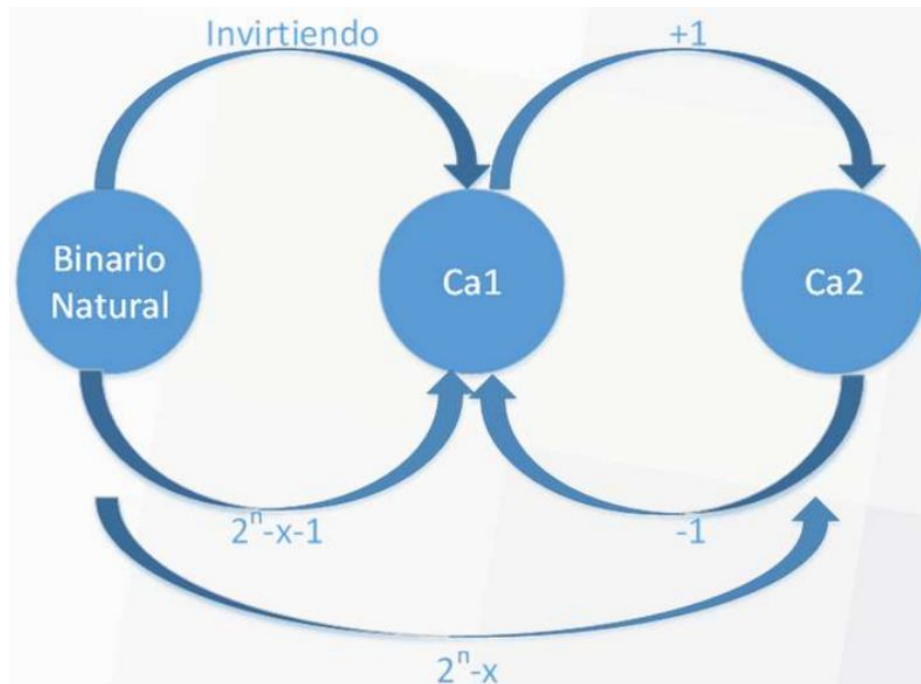 Invirtiendo
+1
Binario
Natural
Ca1
Ca2
2ⁿ-x-1
-1
2ⁿ-x